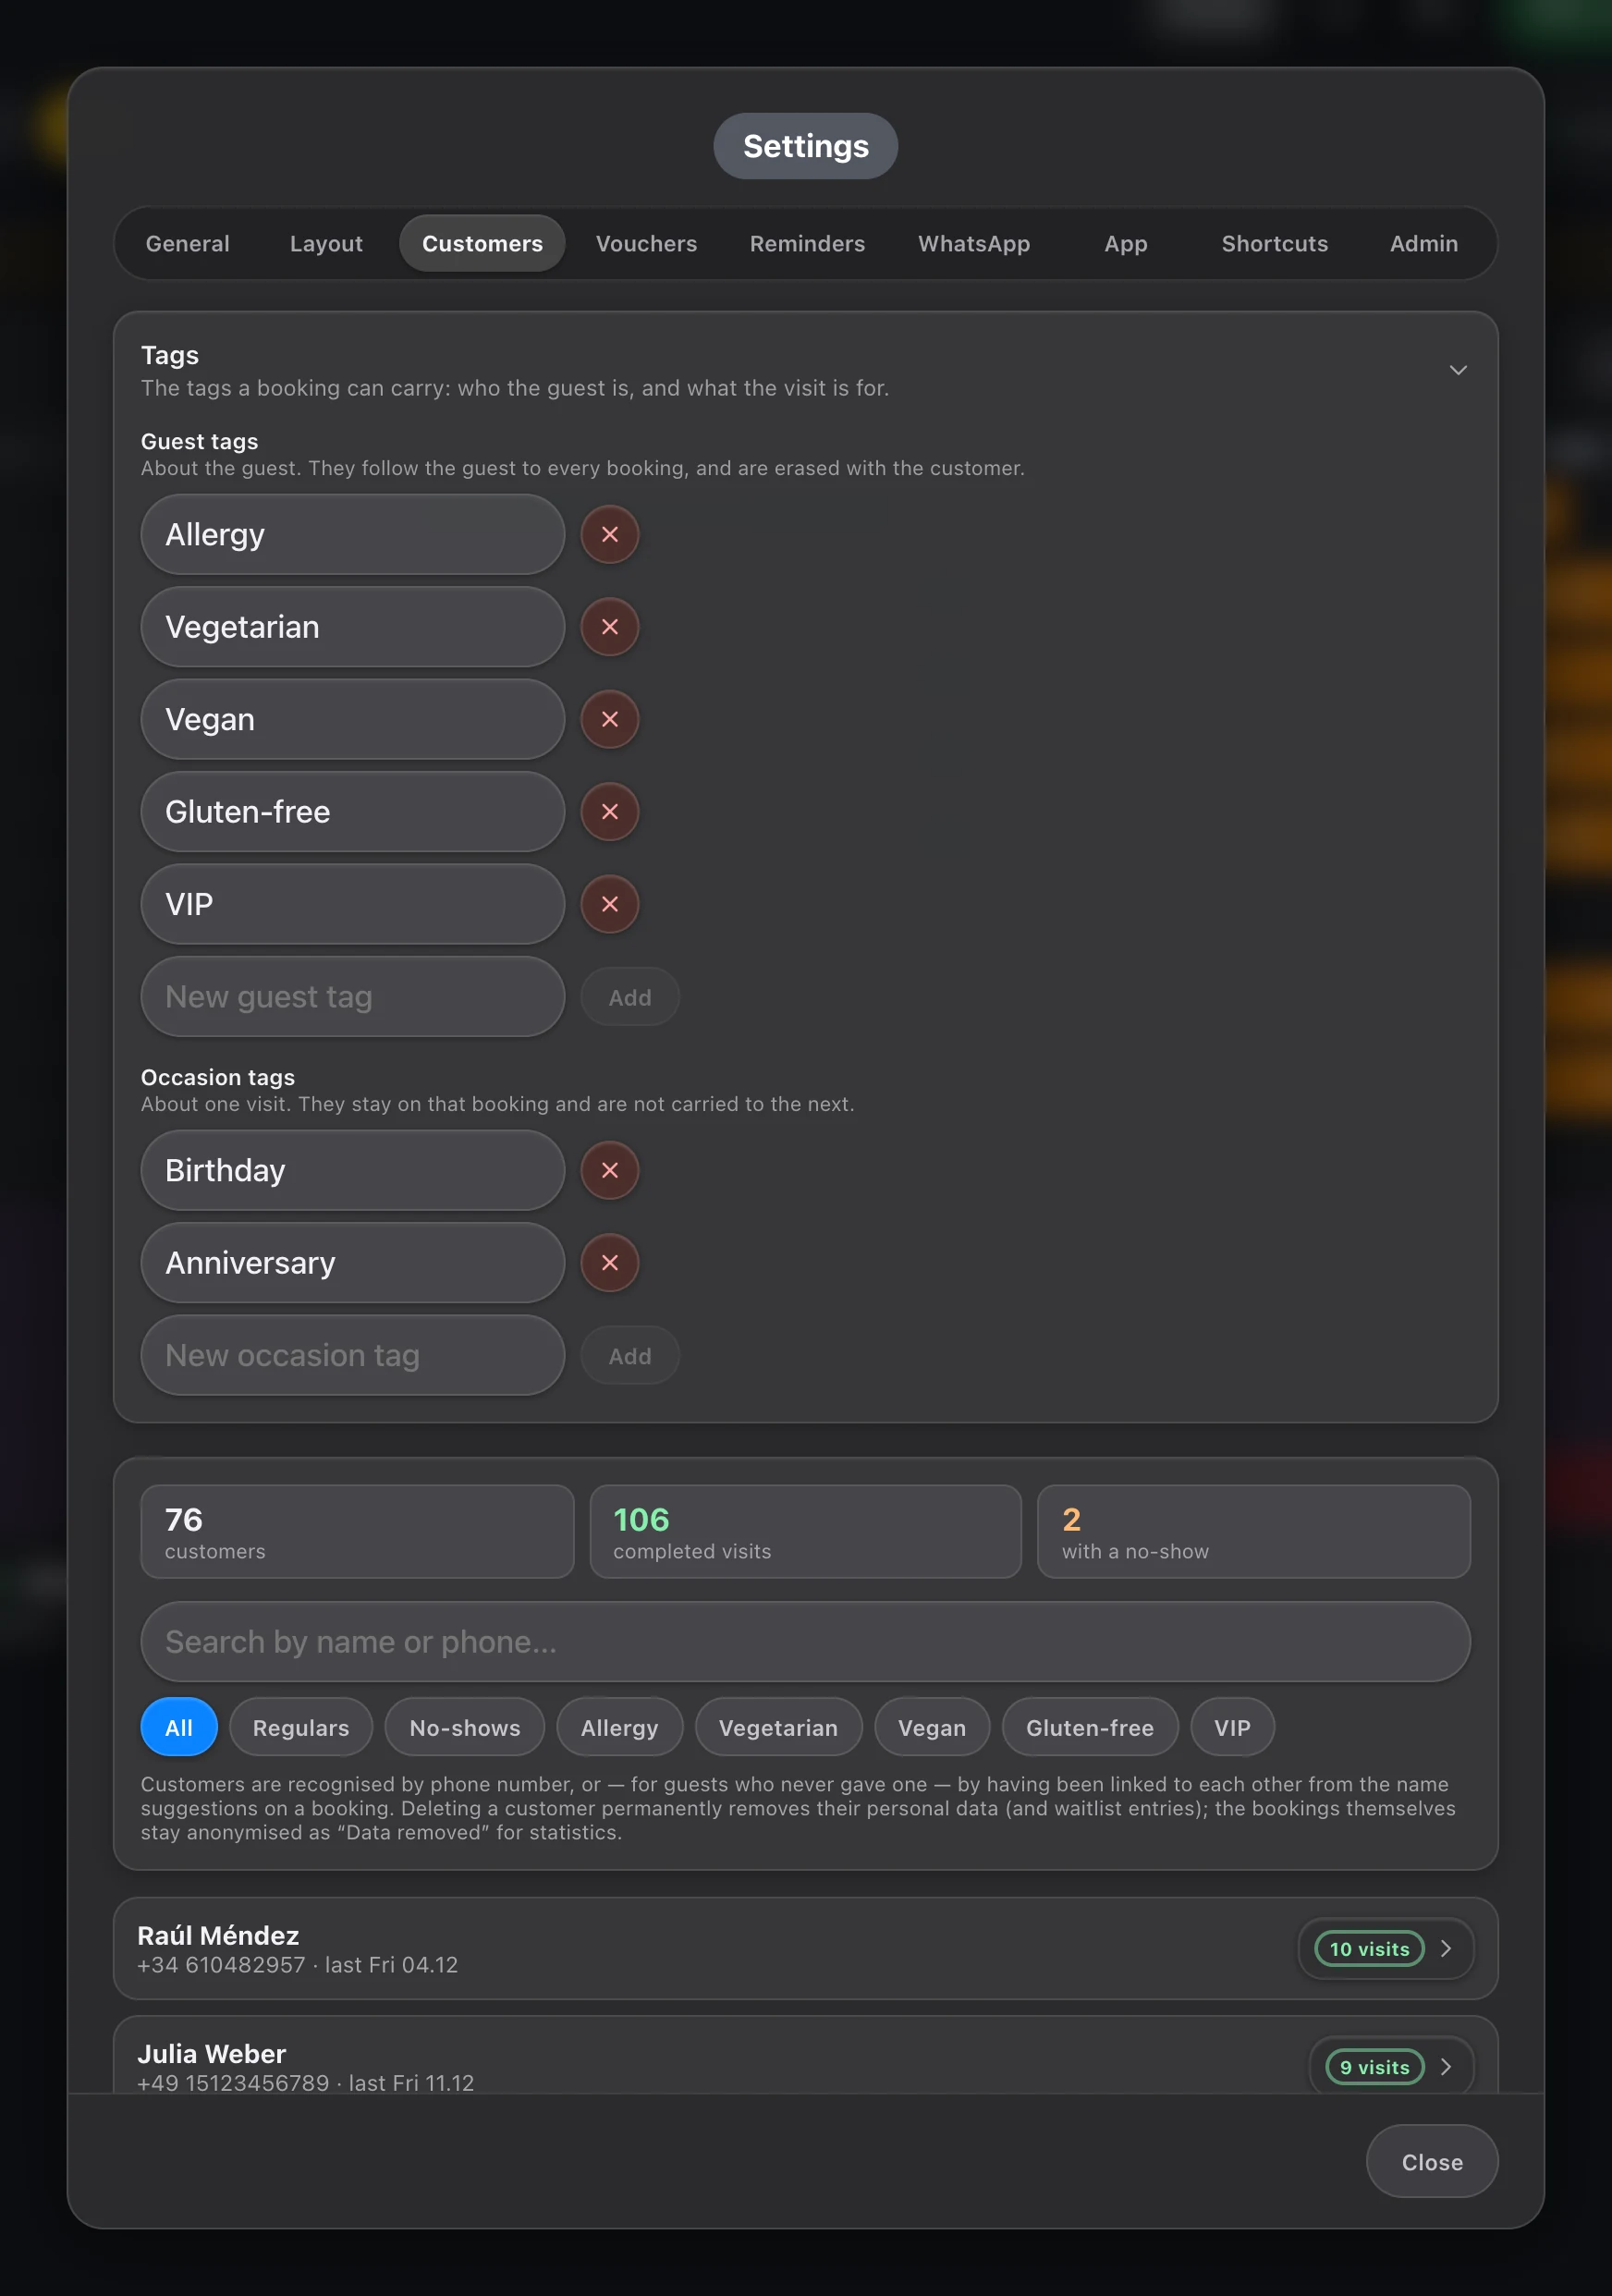 Settings
General Layout Customers Vouchers Reminders WhatsApp App Shortcuts Admin
Tags
The tags a booking can carry: who the guest is, and what the visit is for.
Guest tags
About the guest. They follow the guest to every booking, and are erased with the customer.
Allergy
Vegetarian
Vegan
Gluten-free
VIP
New guest tag Add
Occasion tags
About one visit. They stay on that booking and are not carried to the next.
Birthday
Anniversary
New occasion tag Add
76 106 2
customers completed visits with a no-show
Search by name or phone...
All Regulars No-shows Allergy Vegetarian Vegan Gluten-free VIP
Customers are recognised by phone number, or — for guests who never gave one — by having been linked to each other from the name
suggestions on a booking. Deleting a customer permanently removes their personal data (and waitlist entries); the bookings themselves
stay anonymised as “Data removed” for statistics.
Raúl Méndez
+34 610482957 · last Fri 04.12 10 visits
Julia Weber
+49 15123456789 · last Fri 11.12 9 visits
Close